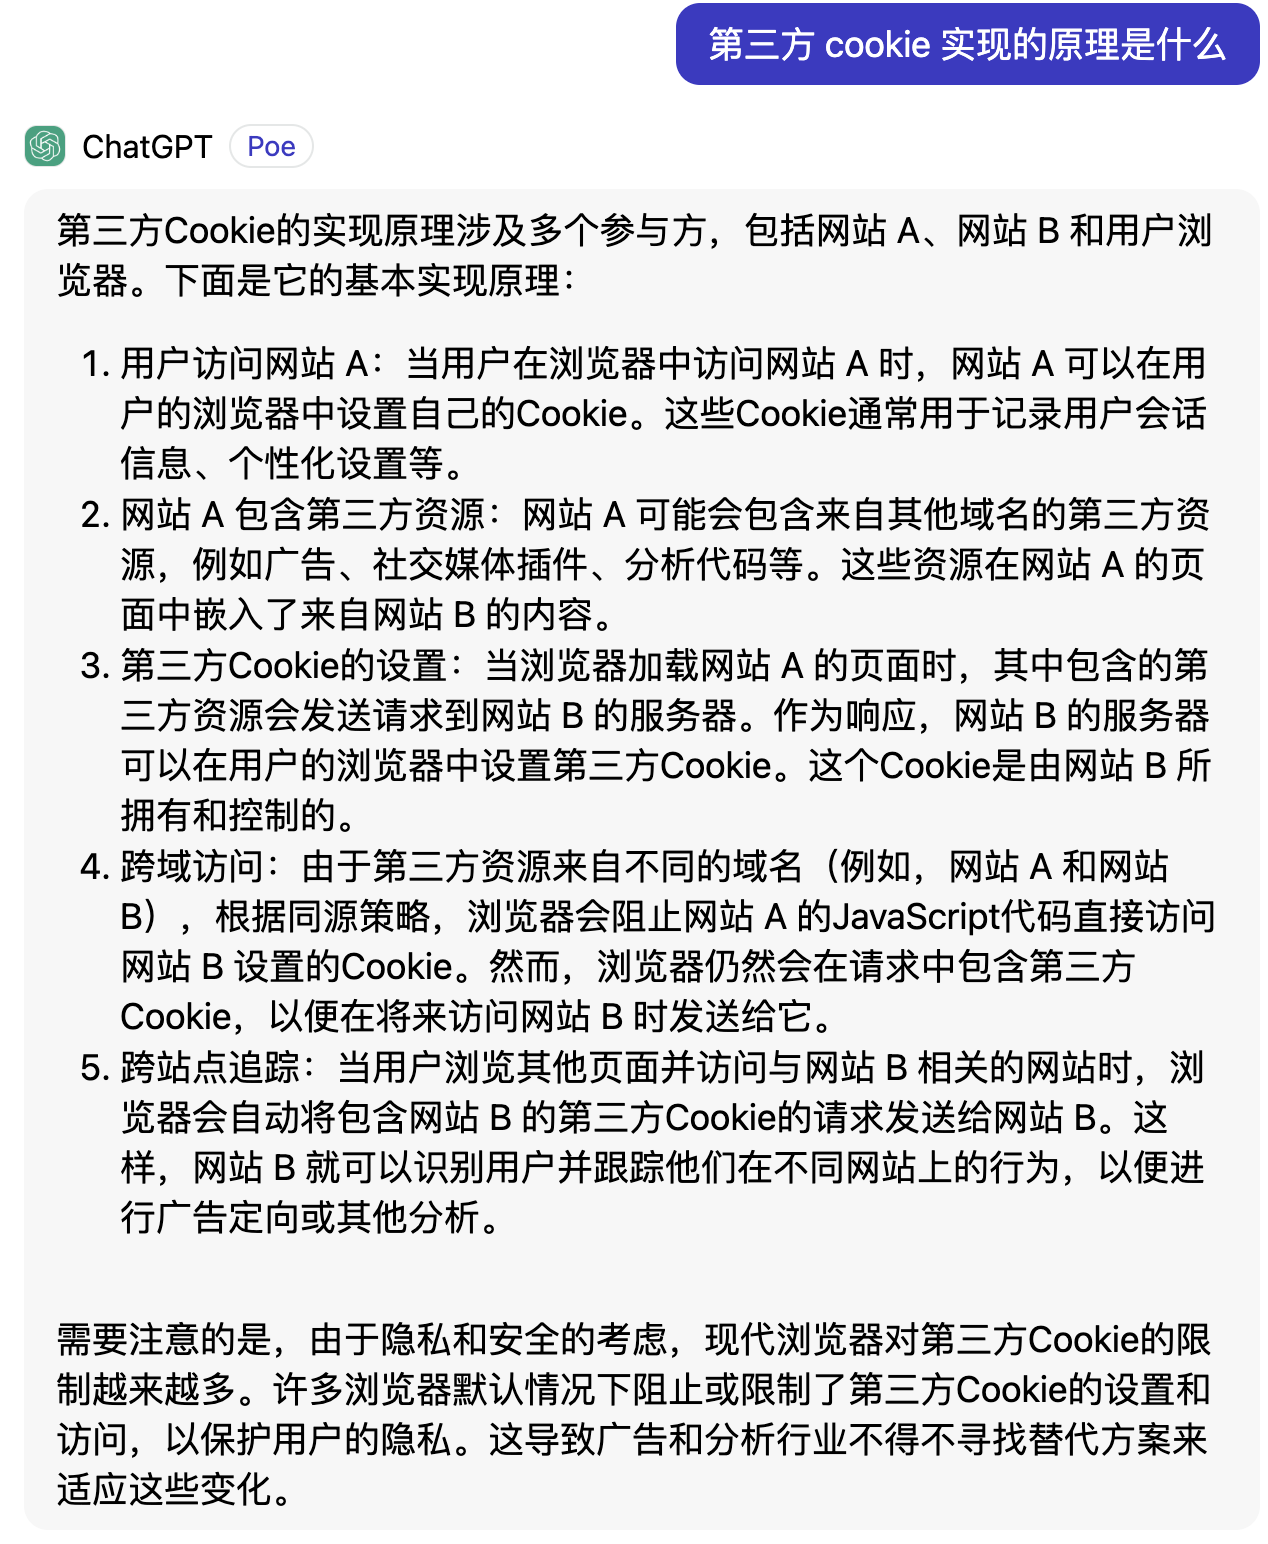 第三方 cookie 实现的原理是什么
ChatGPT Poe
第三方Cookie的实现原理涉及多个参与方，包括网站 A、网站 B 和用户浏
览器。下面是它的基本实现原理：
1. 用户访问网站 A：当用户在浏览器中访问网站 A 时，网站 A 可以在用
户的浏览器中设置自己的Cookie。这些Cookie通常用于记录用户会话
信息、个性化设置等。
2. 网站 A 包含第三方资源：网站 A 可能会包含来自其他域名的第三方资
源，例如广告、社交媒体插件、分析代码等。这些资源在网站 A 的页
面中嵌入了来自网站 B 的内容。
3. 第三方Cookie的设置：当浏览器加载网站 A 的页面时，其中包含的第
三方资源会发送请求到网站 B 的服务器。作为响应，网站 B 的服务器
可以在用户的浏览器中设置第三方Cookie。这个Cookie是由网站 B 所
拥有和控制的。
4. 跨域访问：由于第三方资源来自不同的域名（例如，网站 A 和网站
B），根据同源策略，浏览器会阻止网站 A 的JavaScript代码直接访问
网站 B 设置的Cookie。然而，浏览器仍然会在请求中包含第三方
Cookie，以便在将来访问网站 B 时发送给它。
5. 跨站点追踪：当用户浏览其他页面并访问与网站 B 相关的网站时，浏
览器会自动将包含网站 B 的第三方Cookie的请求发送给网站 B。这
样，网站 B 就可以识别用户并跟踪他们在不同网站上的行为，以便进
行广告定向或其他分析。
需要注意的是，由于隐私和安全的考虑，现代浏览器对第三方Cookie的限
制越来越多。许多浏览器默认情况下阻止或限制了第三方Cookie的设置和
访问，以保护用户的隐私。这导致广告和分析行业不得不寻找替代方案来
适应这些变化。